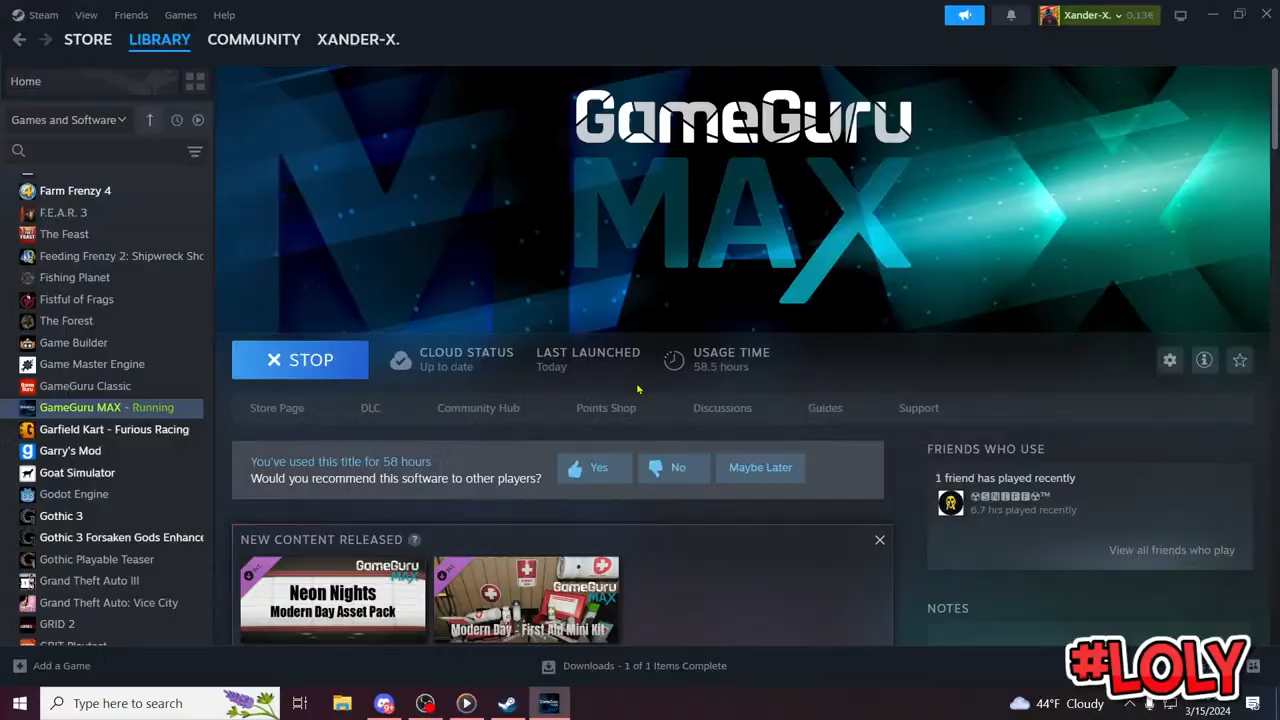 Steam View Friends Games Help
Xander-X. 0,13€
STORE LIBRARY COMMUNITY XANDER-X.
Home
Games and Software
Farm Frenzy 4
F.E.A.R. 3
The Feast
Feeding Frenzy 2: Shipwreck Sho
Fishing Planet
Fistful of Frags
The Forest
Game Builder
Game Master Engine
GameGuru Classic
GameGuru MAX - Running
Garfield Kart - Furious Racing
Garry's Mod
Goat Simulator
Godot Engine
Gothic 3
Gothic 3 Forsaken Gods Enhance
Gothic Playable Teaser
Grand Theft Auto III
Grand Theft Auto: Vice City
GRID 2
Add a Game
GameGuru
MAX
STOP
CLOUD STATUS
Up to date
LAST LAUNCHED
Today
USAGE TIME
58.5 hours
Store Page DLC Community Hub Points Shop Discussions Guides Support
You've used this title for 58 hours
Would you recommend this software to other players?
Yes No Maybe Later
NEW CONTENT RELEASED ?
GameGuru
MAX
Neon Nights
Modern Day Asset Pack
GameGuru
MAX
Modern Day - First Aid Mini Kit
FRIENDS WHO USE
1 friend has played recently
☢🆂🅽🅸🅵🅵☢™
6.7 hrs played recently
View all friends who play
NOTES
Downloads - 1 of 1 Items Complete
#LOLY
Type here to search
9+
44°F Cloudy
3/15/2024